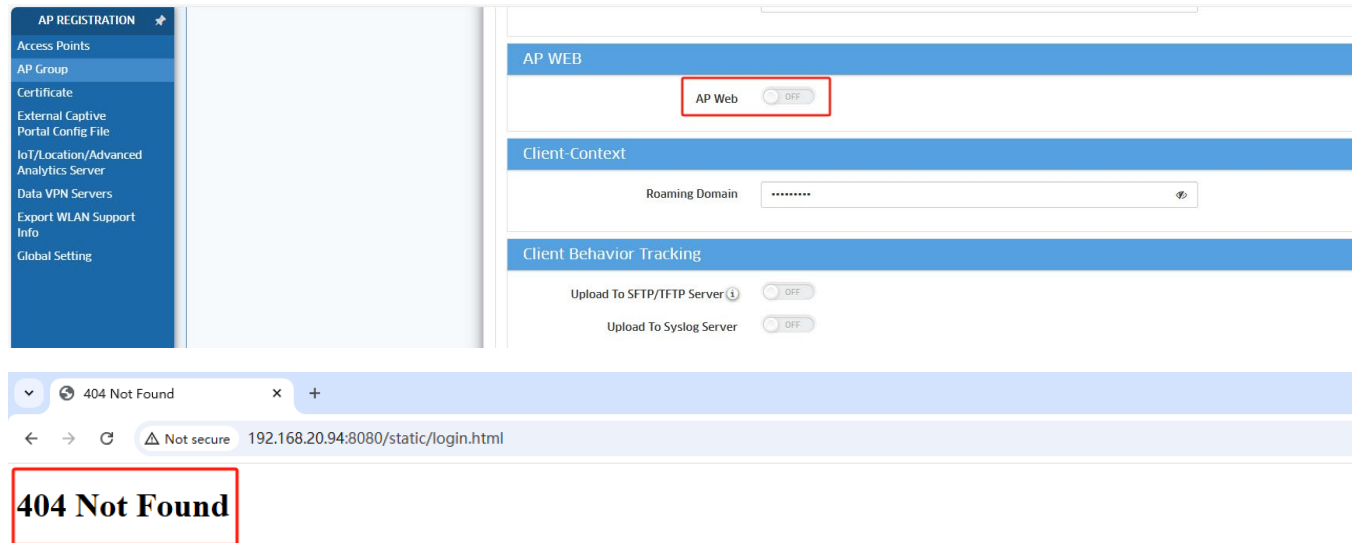 AP REGISTRATION
Access Points
AP Group
Certificate
External Captive
Portal Config File
IoT/Location/Advanced
Analytics Server
Data VPN Servers
Export WLAN Support
Info
Global Setting
AP WEB
AP Web OFF
Client-Context
Roaming Domain •••••••••
Client Behavior Tracking
Upload To SFTP/TFTP Server OFF
Upload To Syslog Server OFF
404 Not Found
Not secure 192.168.20.94:8080/static/login.html
404 Not Found